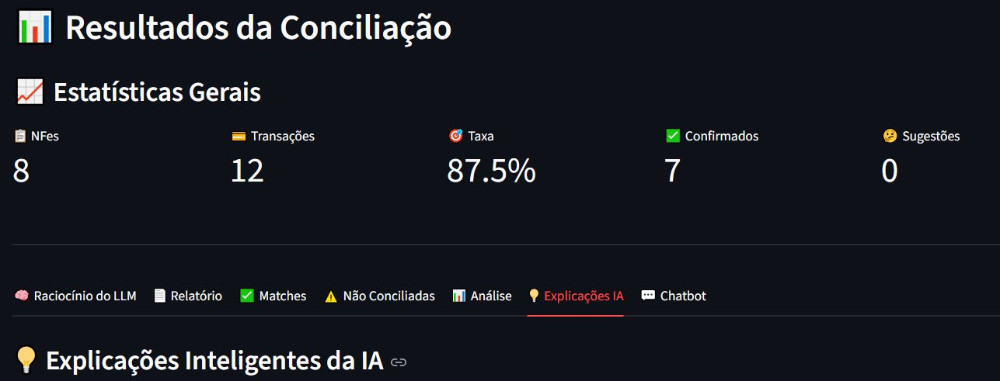 Resultados da Conciliação
Estatísticas Gerais
NFes Transações Taxa Confirmados Sugestões
8 12 87.5% 7 0
Raciocínio do LLM Relatório Matches Não Conciliadas Análise Explicações IA Chatbot
Explicações Inteligentes da IA